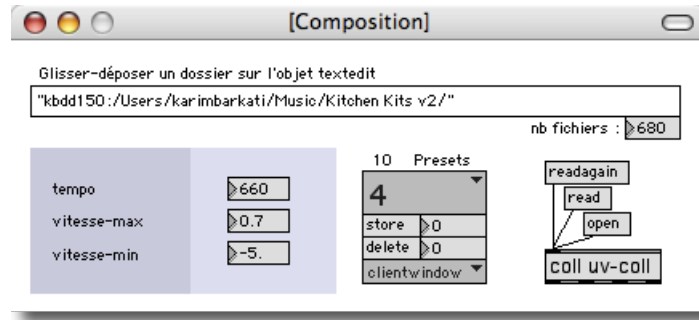 [Composition]
Glisser-déposer un dossier sur l'objet textedit
"kbdd150:/Users/karimbarkati/Music/Kitchen Kits v2/"
nb fichiers : 680
10 Presets
4
tempo 660
vitesse-max 0.7
vitesse-min -5.
store 0
delete 0
clientwindow
readagain
read
open
coll uv-coll